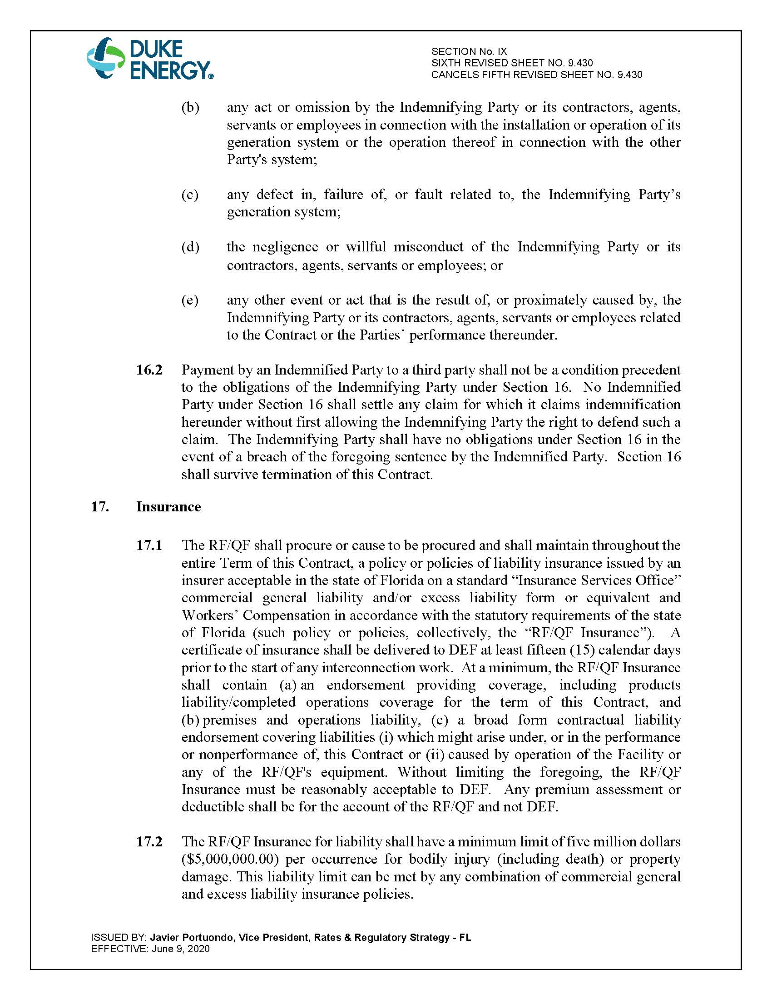 DUKE
ENERGY®
SECTION No. IX
SIXTH REVISED SHEET NO. 9.430
CANCELS FIFTH REVISED SHEET NO. 9.430
(b) any act or omission by the Indemnifying Party or its contractors, agents,
servants or employees in connection with the installation or operation of its
generation system or the operation thereof in connection with the other
Party's system;
(c) any defect in, failure of, or fault related to, the Indemnifying Party’s
generation system;
(d) the negligence or willful misconduct of the Indemnifying Party or its
contractors, agents, servants or employees; or
(e) any other event or act that is the result of, or proximately caused by, the
Indemnifying Party or its contractors, agents, servants or employees related
to the Contract or the Parties’ performance thereunder.
16.2 Payment by an Indemnified Party to a third party shall not be a condition precedent
to the obligations of the Indemnifying Party under Section 16. No Indemnified
Party under Section 16 shall settle any claim for which it claims indemnification
hereunder without first allowing the Indemnifying Party the right to defend such a
claim. The Indemnifying Party shall have no obligations under Section 16 in the
event of a breach of the foregoing sentence by the Indemnified Party. Section 16
shall survive termination of this Contract.
17. Insurance
17.1 The RF/QF shall procure or cause to be procured and shall maintain throughout the
entire Term of this Contract, a policy or policies of liability insurance issued by an
insurer acceptable in the state of Florida on a standard “Insurance Services Office”
commercial general liability and/or excess liability form or equivalent and
Workers’ Compensation in accordance with the statutory requirements of the state
of Florida (such policy or policies, collectively, the “RF/QF Insurance”). A
certificate of insurance shall be delivered to DEF at least fifteen (15) calendar days
prior to the start of any interconnection work. At a minimum, the RF/QF Insurance
shall contain (a) an endorsement providing coverage, including products
liability/completed operations coverage for the term of this Contract, and
(b) premises and operations liability, (c) a broad form contractual liability
endorsement covering liabilities (i) which might arise under, or in the performance
or nonperformance of, this Contract or (ii) caused by operation of the Facility or
any of the RF/QF's equipment. Without limiting the foregoing, the RF/QF
Insurance must be reasonably acceptable to DEF. Any premium assessment or
deductible shall be for the account of the RF/QF and not DEF.
17.2 The RF/QF Insurance for liability shall have a minimum limit of five million dollars
($5,000,000.00) per occurrence for bodily injury (including death) or property
damage. This liability limit can be met by any combination of commercial general
and excess liability insurance policies.
ISSUED BY: Javier Portuondo, Vice President, Rates & Regulatory Strategy - FL
EFFECTIVE: June 9, 2020